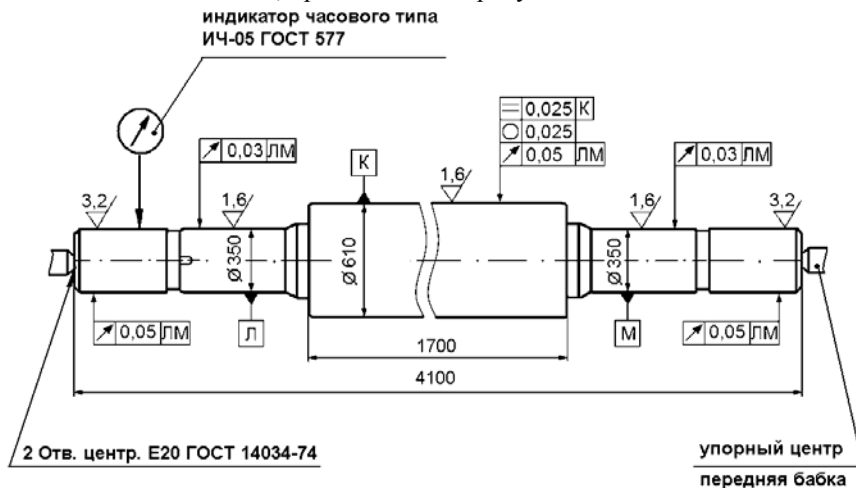 индикатор часового типа
ИЧ-05 ГОСТ 577
0,025 К
0,025
0,03 ЛМ
0,05 ЛМ
0,03 ЛМ
К
3,2
1,6
1,6
1,6
3,2
Ø350
Ø610
Ø350
0,05 ЛМ
Л
М
0,05 ЛМ
1700
4100
2 Отв. центр. Е20 ГОСТ 14034-74
упорный центр
передняя бабка